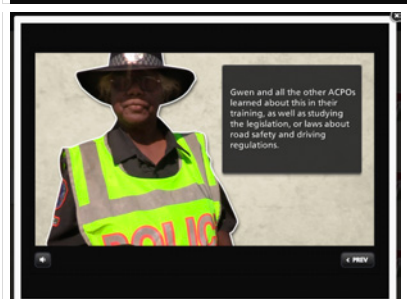 Gwen and all the other ACPOs
learned about this in their
training, as well as studying
the legislation, or laws about
road safety and driving
regulations.
POLIC
< PREV